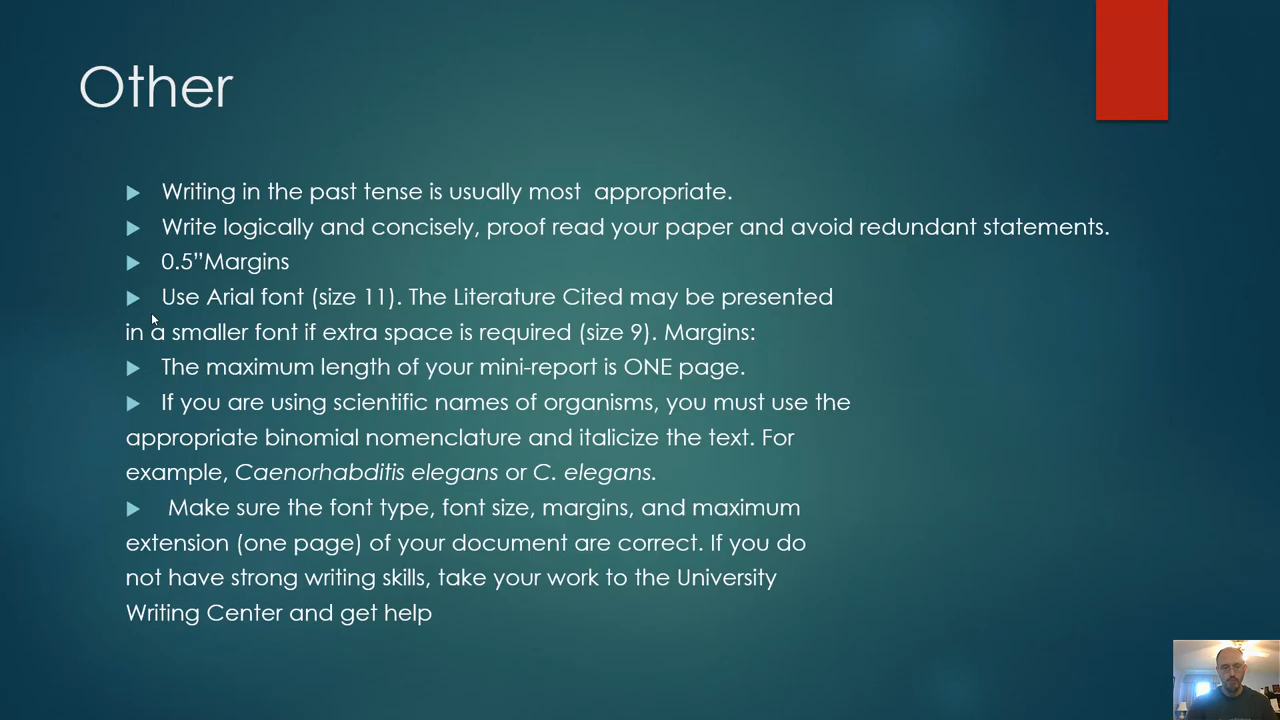 Other
Writing in the past tense is usually most  appropriate.
Write logically and concisely, proof read your paper and avoid redundant statements.
0.5”Margins
Use Arial font (size 11). The Literature Cited may be presented
in a smaller font if extra space is required (size 9). Margins:
The maximum length of your mini-report is ONE page.
If you are using scientific names of organisms, you must use the
appropriate binomial nomenclature and italicize the text. For
example, Caenorhabditis elegans or C. elegans.
Make sure the font type, font size, margins, and maximum
extension (one page) of your document are correct. If you do
not have strong writing skills, take your work to the University
Writing Center and get help